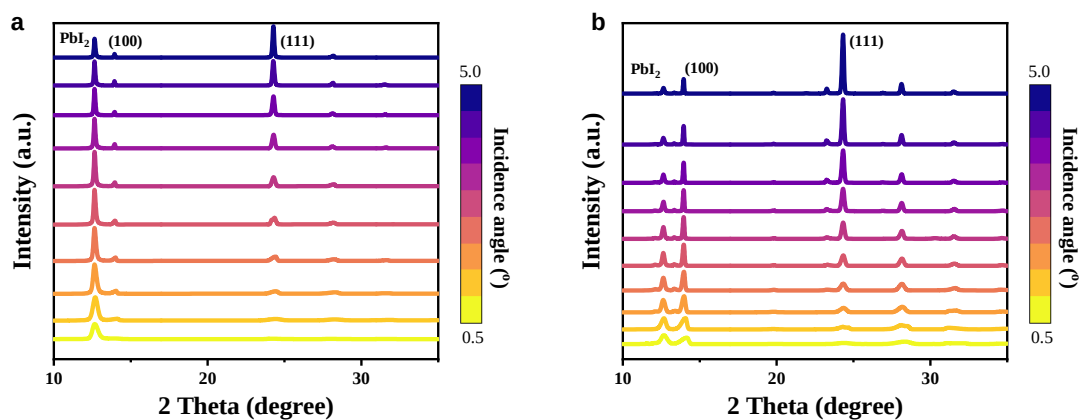 a
PbI₂
(100)
(111)
Intensity (a.u.)
10
20
30
2 Theta (degree)
5.0
0.5
Incidence angle (º)
b
PbI₂
(100)
(111)
Intensity (a.u.)
10
20
30
2 Theta (degree)
5.0
0.5
Incidence angle (º)